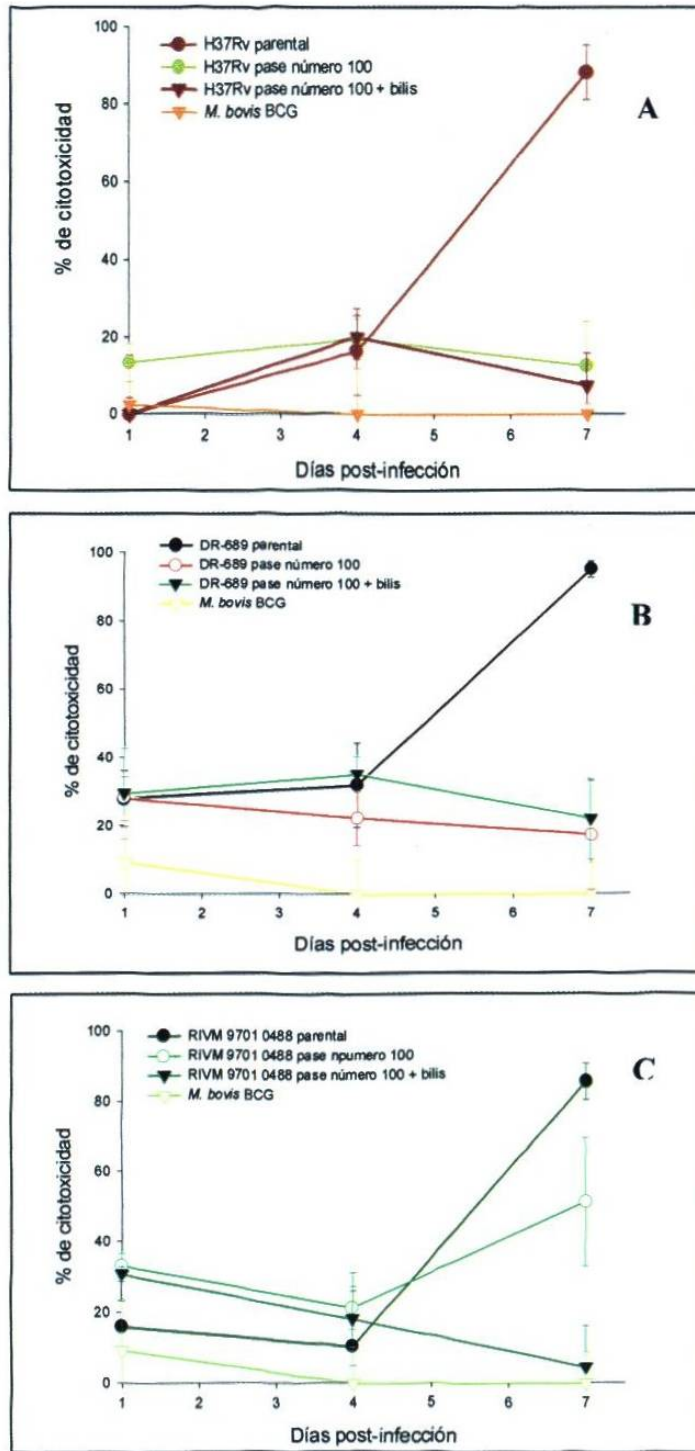 100
80
60
40
20
0
% de citotoxicidad
H37Rv parental
H37Rv pase número 100
H37Rv pase número 100 + bilis
M. bovis BCG
A
1 2 3 4 5 6 7
Días post-infección
100
80
60
40
20
0
% de citotoxicidad
DR-689 parental
DR-689 pase número 100
DR-689 pase número 100 + bilis
M. bovis BCG
B
1 2 3 4 5 6 7
Días post-infección
100
80
60
40
20
0
% de citotoxicidad
RIVM 9701 0488 parental
RIVM 9701 0488 pase npumero 100
RIVM 9701 0488 pase número 100 + bilis
M. bovis BCG
C
1 2 3 4 5 6 7
Días post-infección